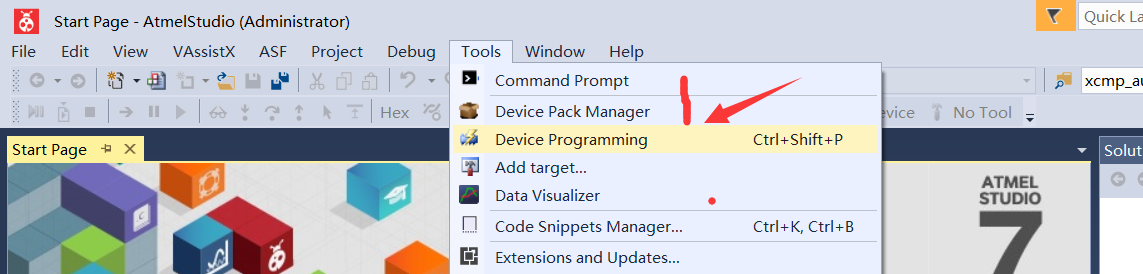 Start Page - AtmelStudio (Administrator)
Quick La
File Edit View VAssistX ASF Project Debug Tools Window Help
Command Prompt
xcmp_au
Device Pack Manager
Hex
evice
No Tool
Device Programming Ctrl+Shift+P
Start Page
Solut
Add target...
Data Visualizer
ATMEL
STUDIO
7
Code Snippets Manager... Ctrl+K, Ctrl+B
Extensions and Updates...